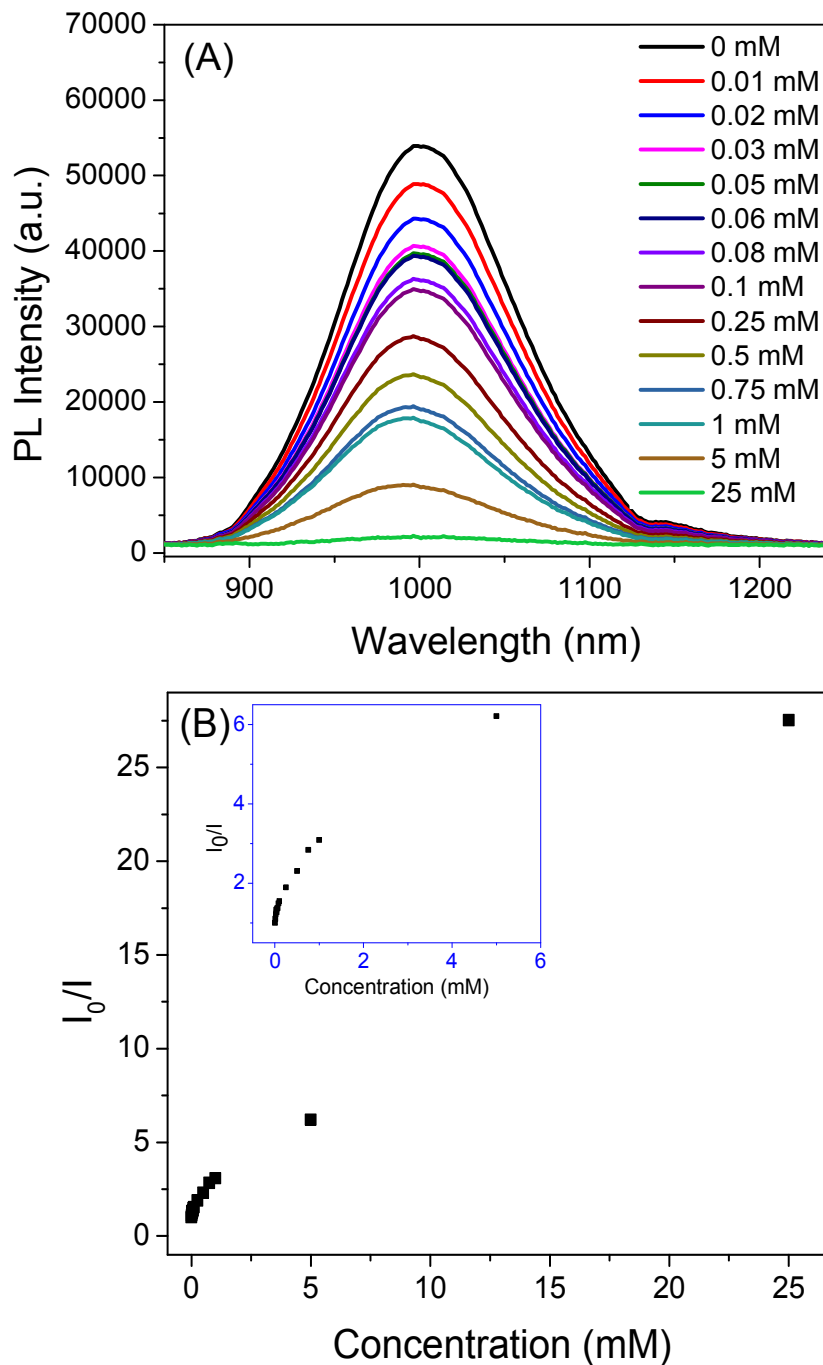 (A)
70000
60000
50000
40000
30000
20000
10000
0
PL Intensity (a.u.)
0 mM
0.01 mM
0.02 mM
0.03 mM
0.05 mM
0.06 mM
0.08 mM
0.1 mM
0.25 mM
0.5 mM
0.75 mM
1 mM
5 mM
25 mM
900 1000 1100 1200
Wavelength (nm)
(B)
25
20
15
10
5
0
I₀/I
6
4
2
I₀/I
0 2 4 6
Concentration (mM)
0 5 10 15 20 25
Concentration (mM)